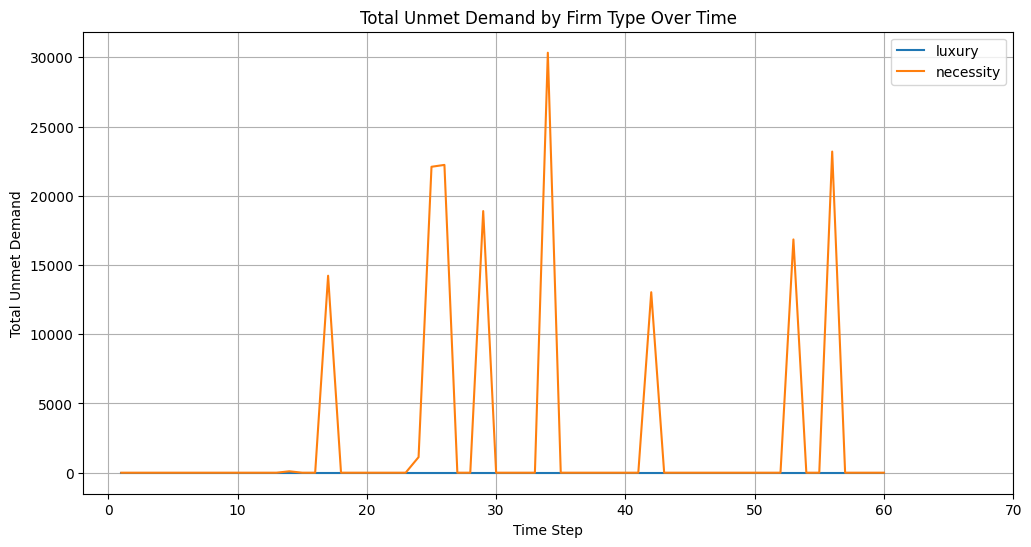 Total Unmet Demand by Firm Type Over Time
luxury
necessity
Total Unmet Demand
30000
25000
20000
15000
10000
5000
0
0 10 20 30 40 50 60 70
Time Step